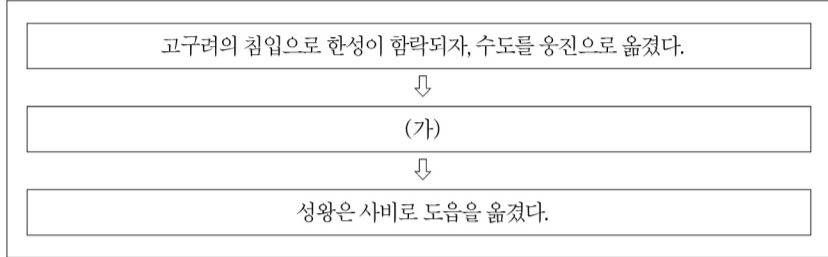 고구려의 침입으로 한성이 함락되자, 수도를 웅진으로 옮겼다.
(가)
성왕은 사비로 도읍을 옮겼다.